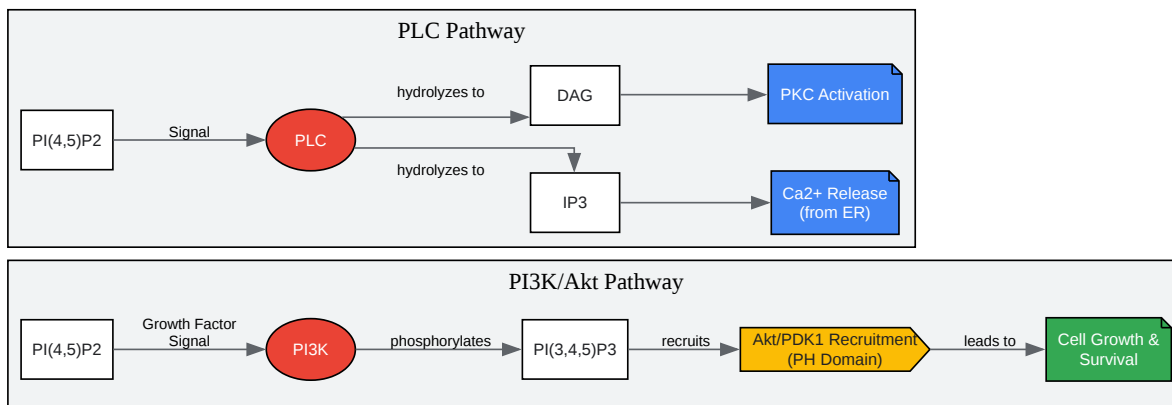 PLC Pathway
hydrolyzes to
DAG
PKC Activation
PI(4,5)P2
Signal
PLC
hydrolyzes to
IP3
Ca2+ Release
(from ER)
PI3K/Akt Pathway
PI(4,5)P2
Growth Factor
Signal
PI3K
phosphorylates
PI(3,4,5)P3
recruits
Akt/PDK1 Recruitment
(PH Domain)
leads to
Cell Growth &
Survival